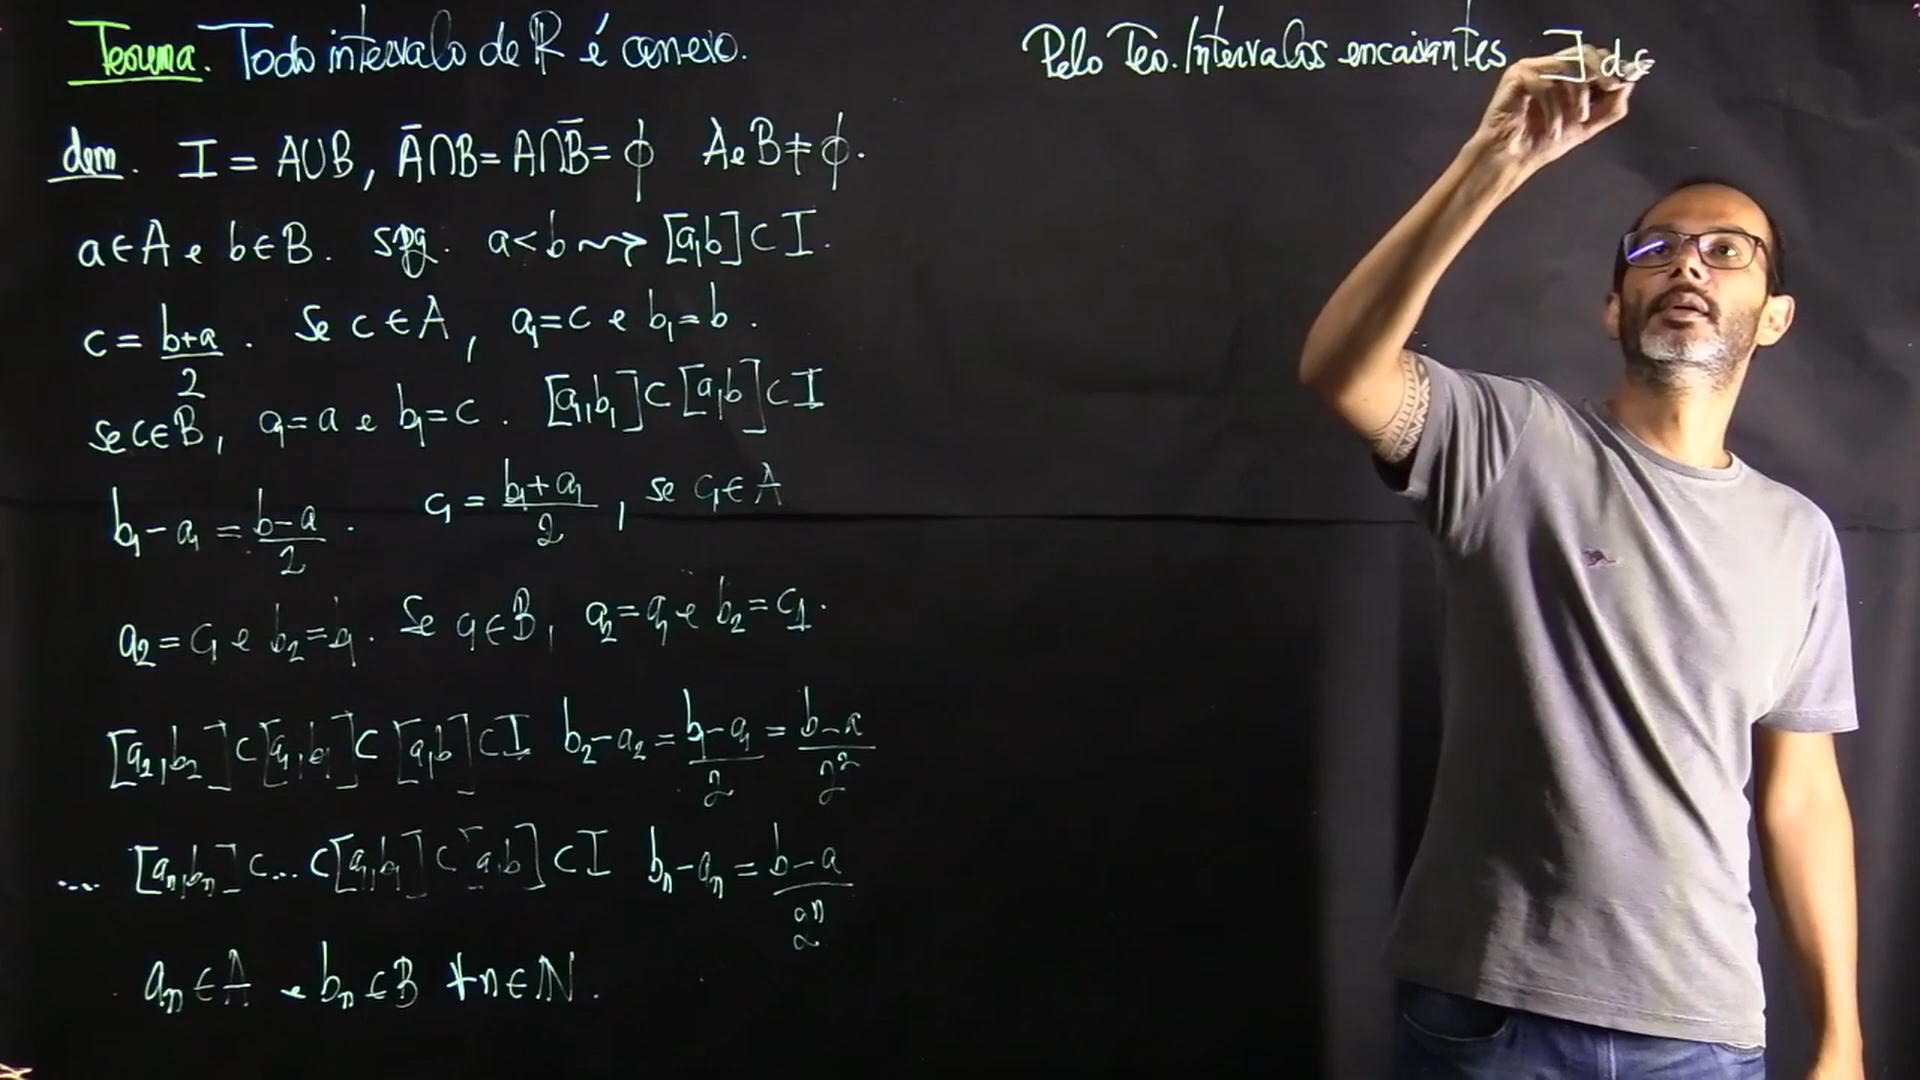 Teorema. Todo intervalo de ℝ é conexo.
dem. I = A∪B, Ā∩B = A∩B̄ = ϕ A e B ≠ ϕ.
a∈A e b∈B. spg. a<b ⇝ [a,b]⊂I.
c = (b+a)/2. Se c∈A, a₁=c e b₁=b.
se c∈B, a₁=a e b₁=c. [a₁,b₁]⊂[a,b]⊂I
b₁-a₁ = (b-a)/2. c₁ = (b₁+a₁)/2, se c₁∈A
a₂=c₁ e b₂=b₁. Se c₁∈B, a₂=a₁ e b₂=c₁.
[a₂,b₂]⊂[a₁,b₁]⊂[a,b]⊂I b₂-a₂ = (b₁-a₁)/2 = (b-a)/2²
... [aₙ,bₙ]⊂...⊂[a₁,b₁]⊂[a,b]⊂I bₙ-aₙ = (b-a)/2ⁿ
aₙ∈A e bₙ∈B ∀n∈ℕ.
Pelo Teo. Intervalos encaixantes ∃ d∈